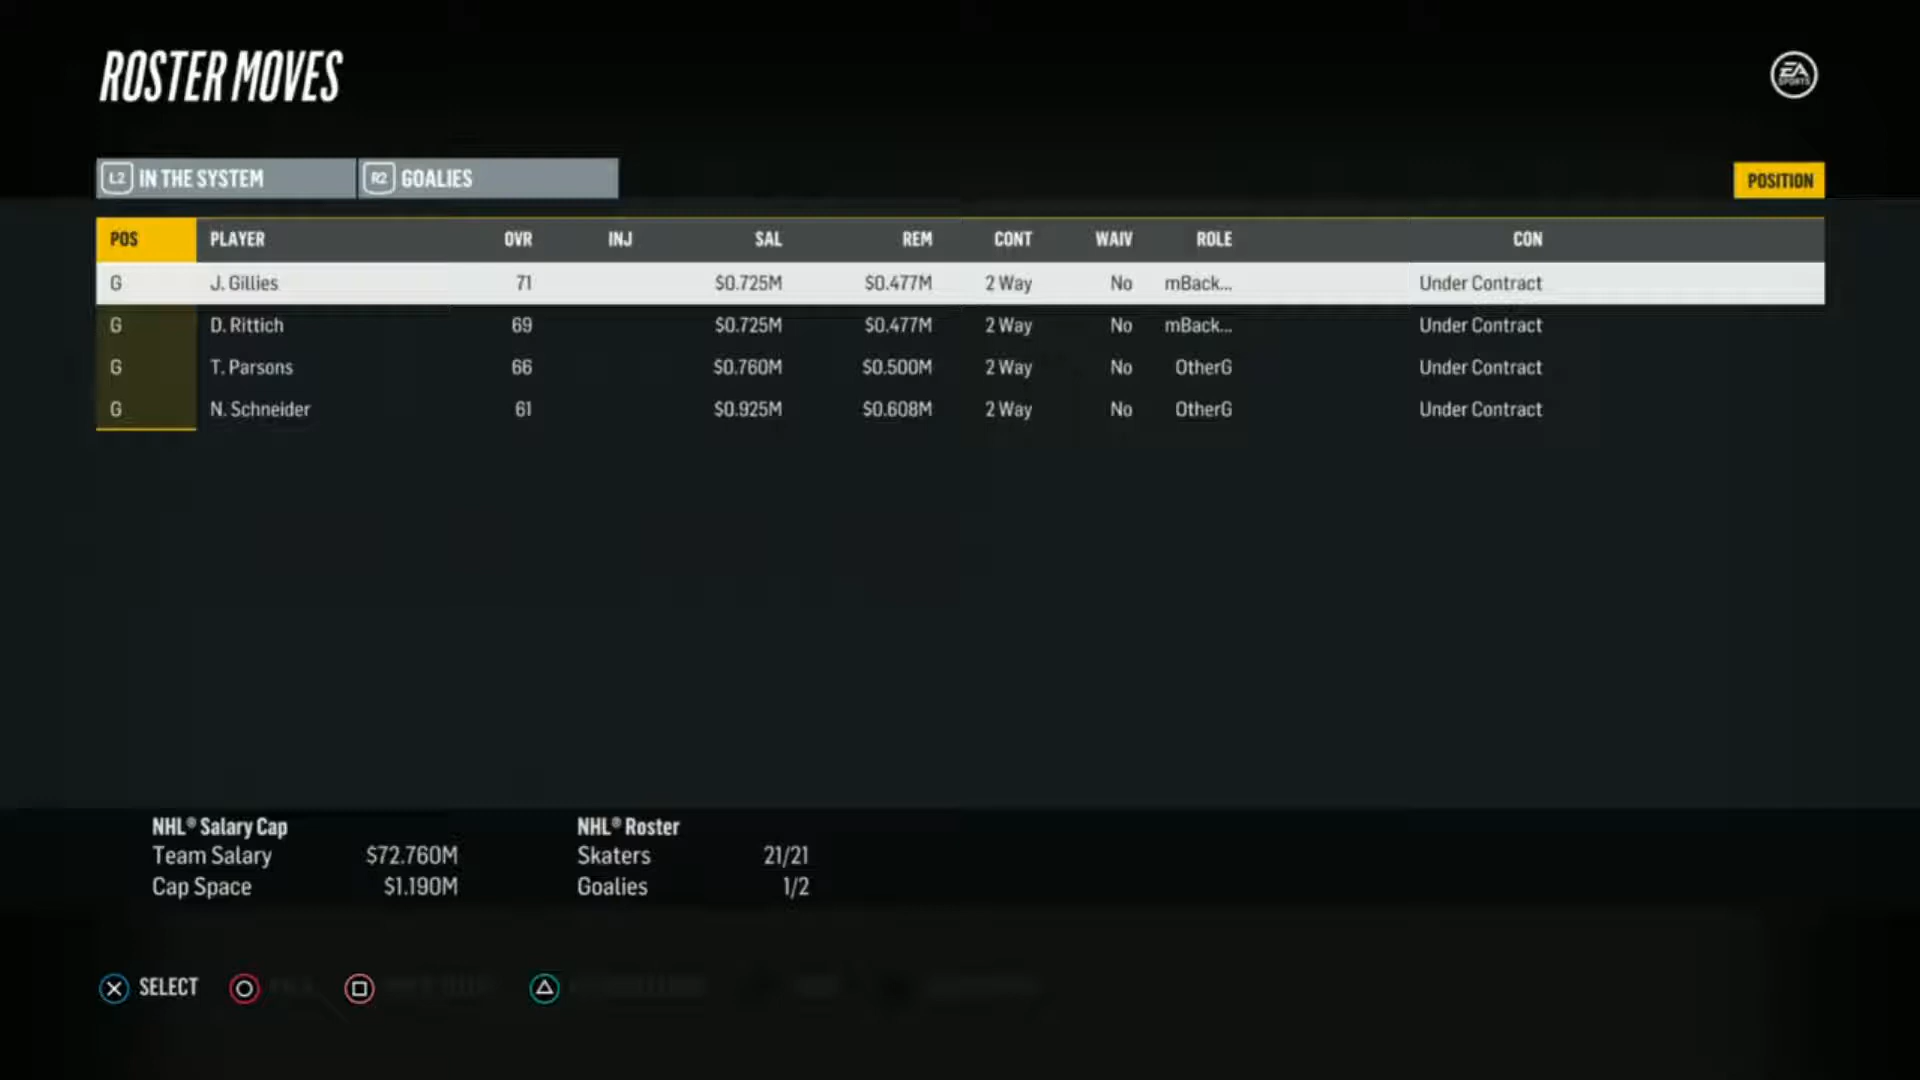 ROSTER MOVES
EA SPORTS
L2 IN THE SYSTEM R2 GOALIES
POSITION
POS PLAYER OVR INJ SAL REM CONT WAIV ROLE CON
G J. Gillies 71 $0.725M $0.477M 2 Way No mBack... Under Contract
G D. Rittich 69 $0.725M $0.477M 2 Way No mBack... Under Contract
G T. Parsons 66 $0.760M $0.500M 2 Way No OtherG Under Contract
G N. Schneider 61 $0.925M $0.608M 2 Way No OtherG Under Contract
NHL® Salary Cap NHL® Roster
Team Salary $72.760M Skaters 21/21
Cap Space $1.190M Goalies 1/2
SELECT